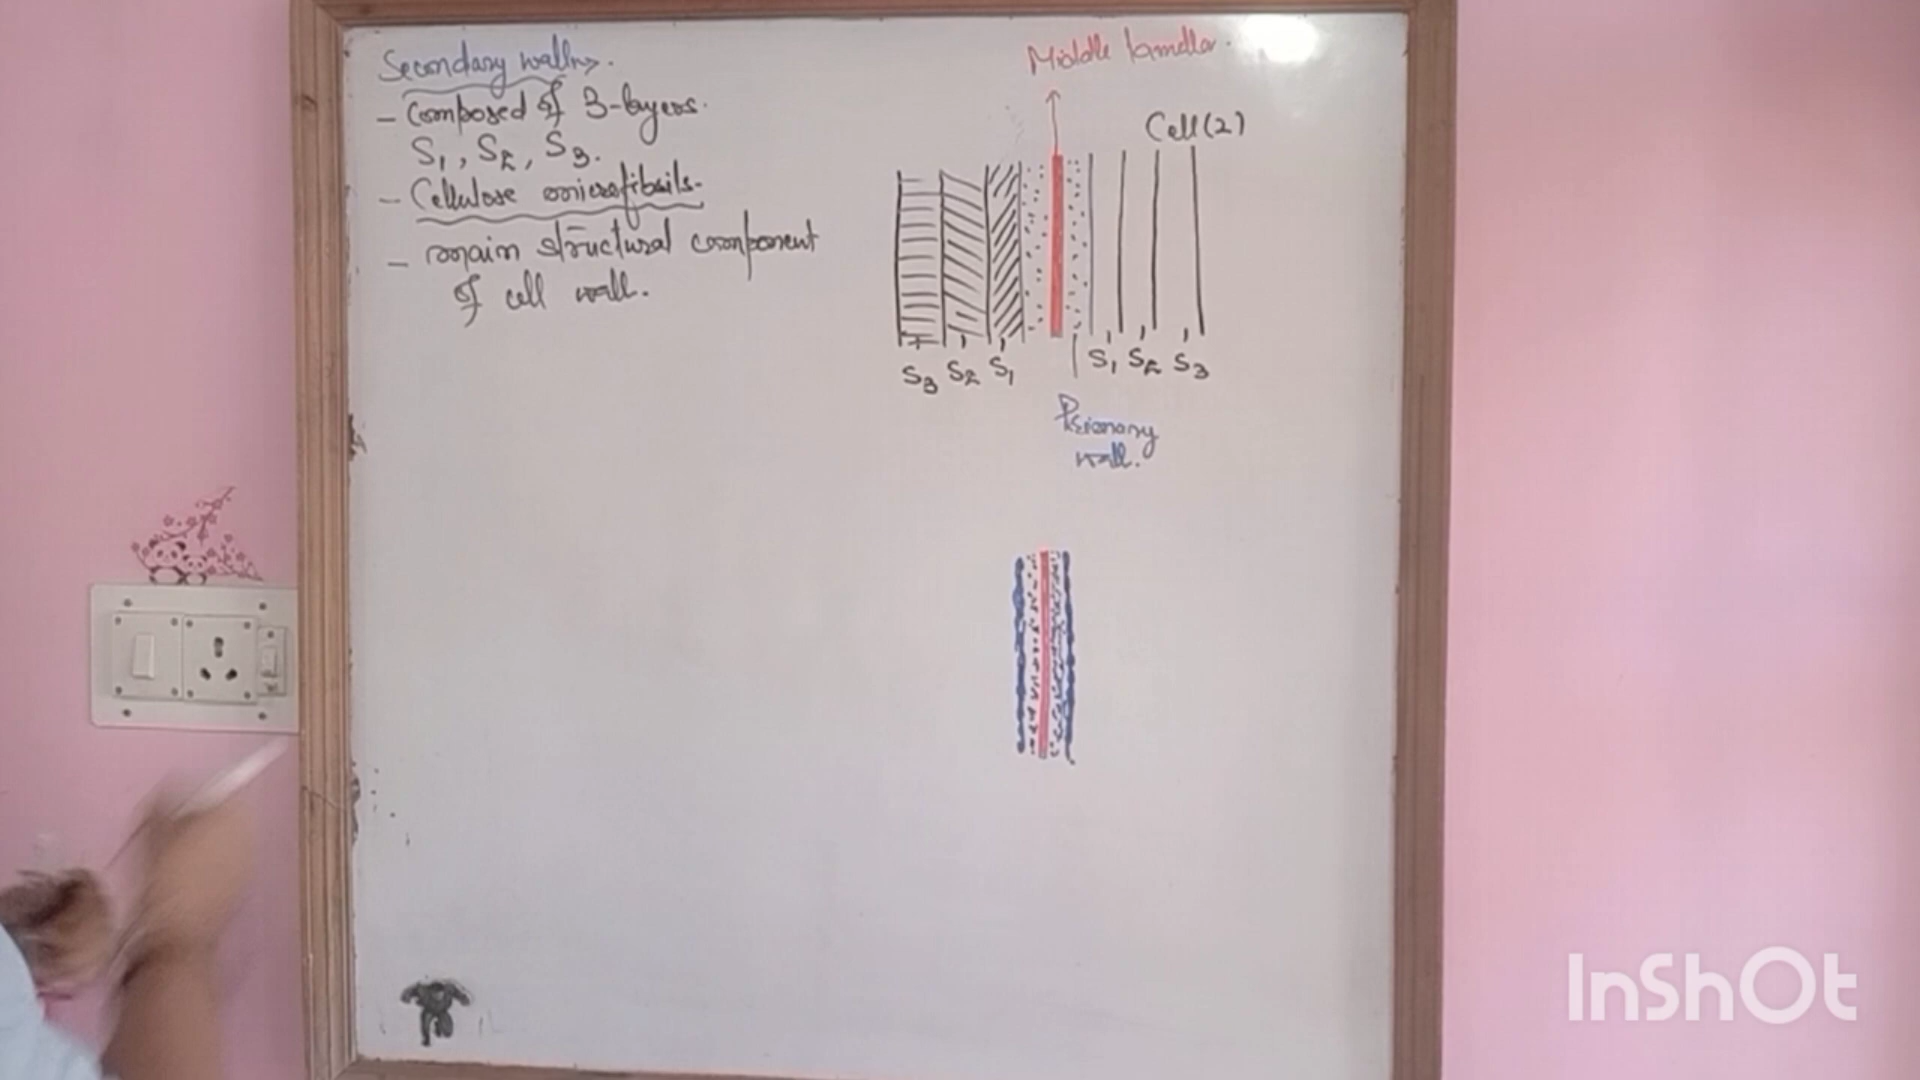 Secondary wall
- Composed of 3-layers.
S1, S2, S3.
- Cellulose microfibrils-
- main structural component
of cell wall.
Middle lamella.
Cell(2)
S3 S2 S1
S1 S2 S3
Primary
wall.
InShOt